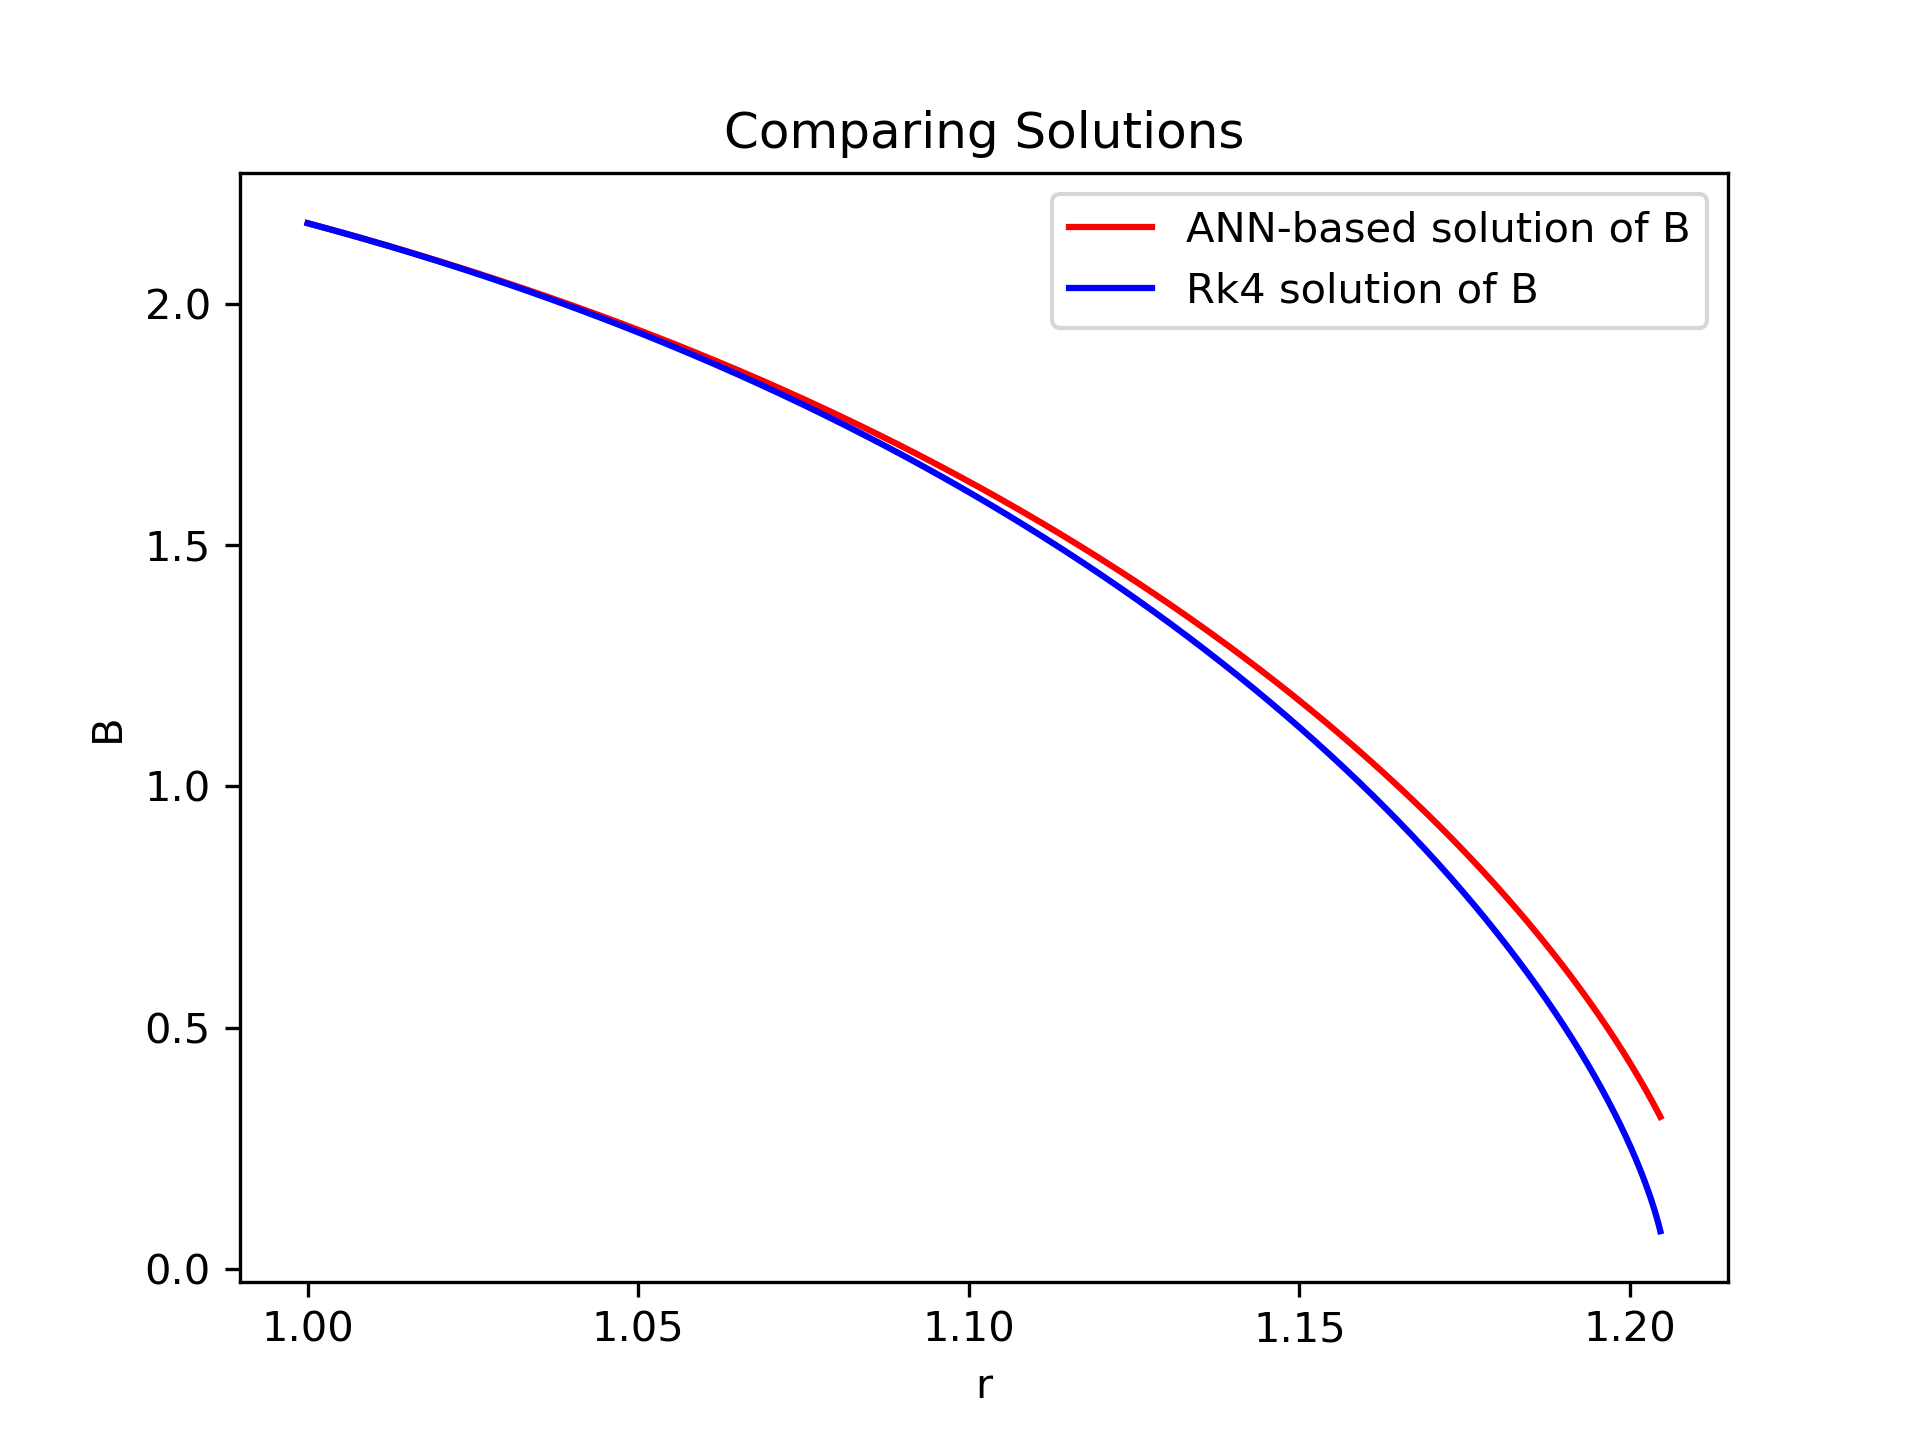 Comparing Solutions
ANN-based solution of B
Rk4 solution of B
B
2.0
1.5
1.0
0.5
0.0
1.00 1.05 1.10 1.15 1.20
r